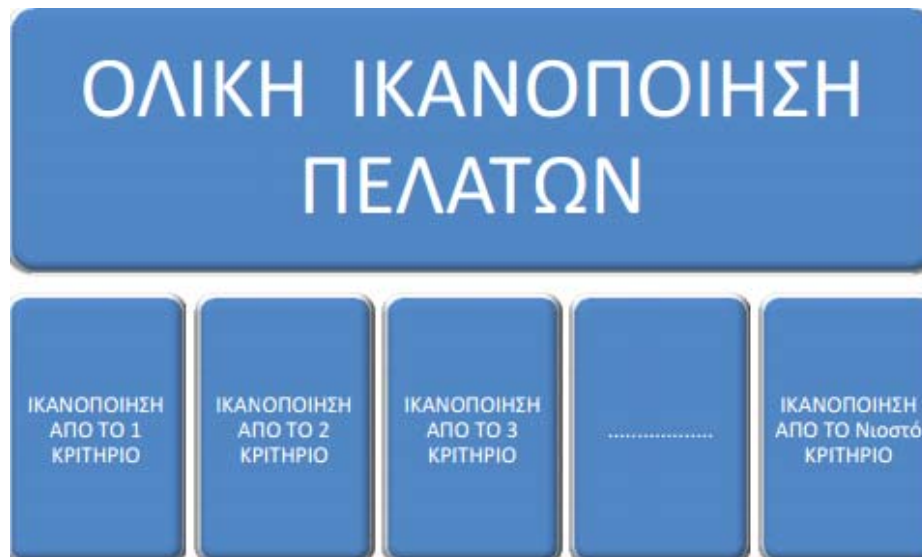 ΟΛΙΚΗ ΙΚΑΝΟΠΟΙΗΣΗ
ΠΕΛΑΤΩΝ
ΙΚΑΝΟΠΟΙΗΣΗ
ΑΠΟ ΤΟ 1
ΚΡΙΤΗΡΙΟ
ΙΚΑΝΟΠΟΙΗΣΗ
ΑΠΟ ΤΟ 2
ΚΡΙΤΗΡΙΟ
ΙΚΑΝΟΠΟΙΗΣΗ
ΑΠΟ ΤΟ 3
ΚΡΙΤΗΡΙΟ
..................
ΙΚΑΝΟΠΟΙΗΣΗ
ΑΠΟ ΤΟ Νιοστό
ΚΡΙΤΗΡΙΟ